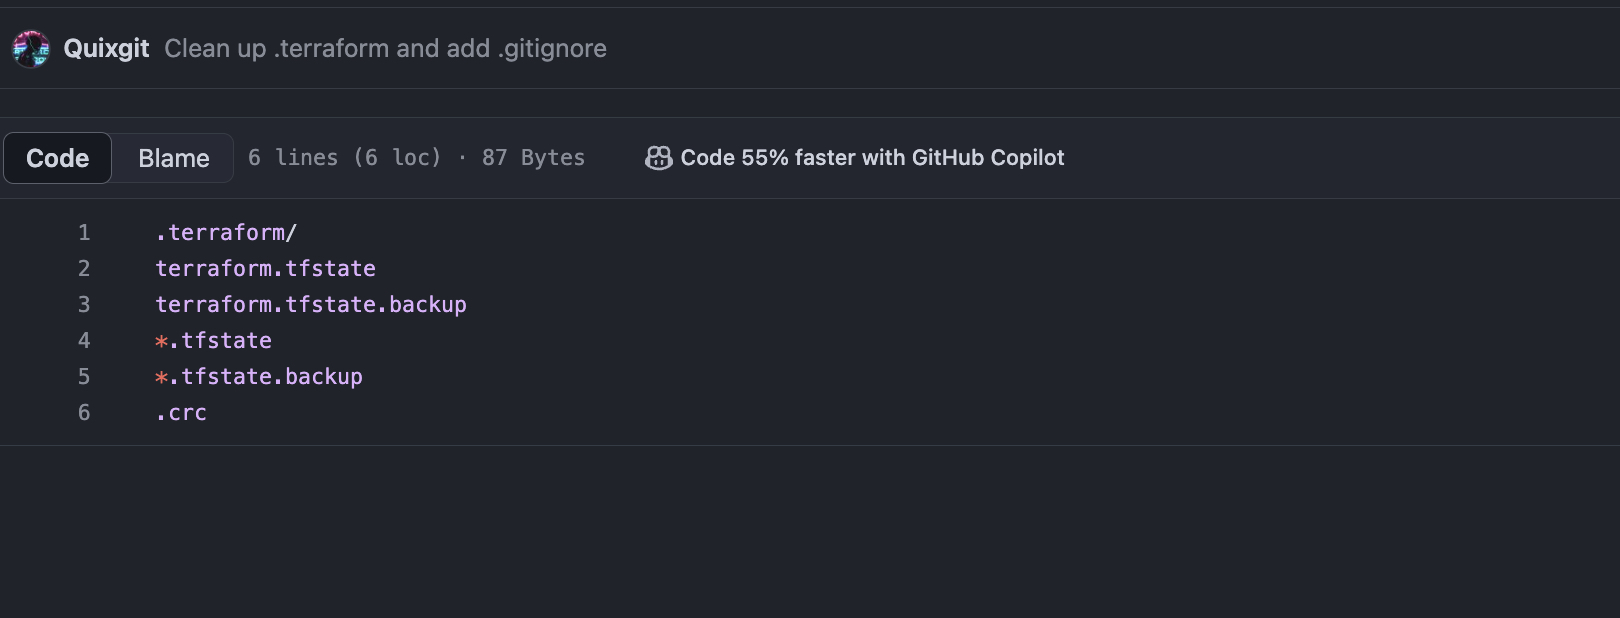 Quixgit Clean up .terraform and add .gitignore
Code Blame 6 lines (6 loc) · 87 Bytes Code 55% faster with GitHub Copilot
1 .terraform/
2 terraform.tfstate
3 terraform.tfstate.backup
4 *.tfstate
5 *.tfstate.backup
6 .crc